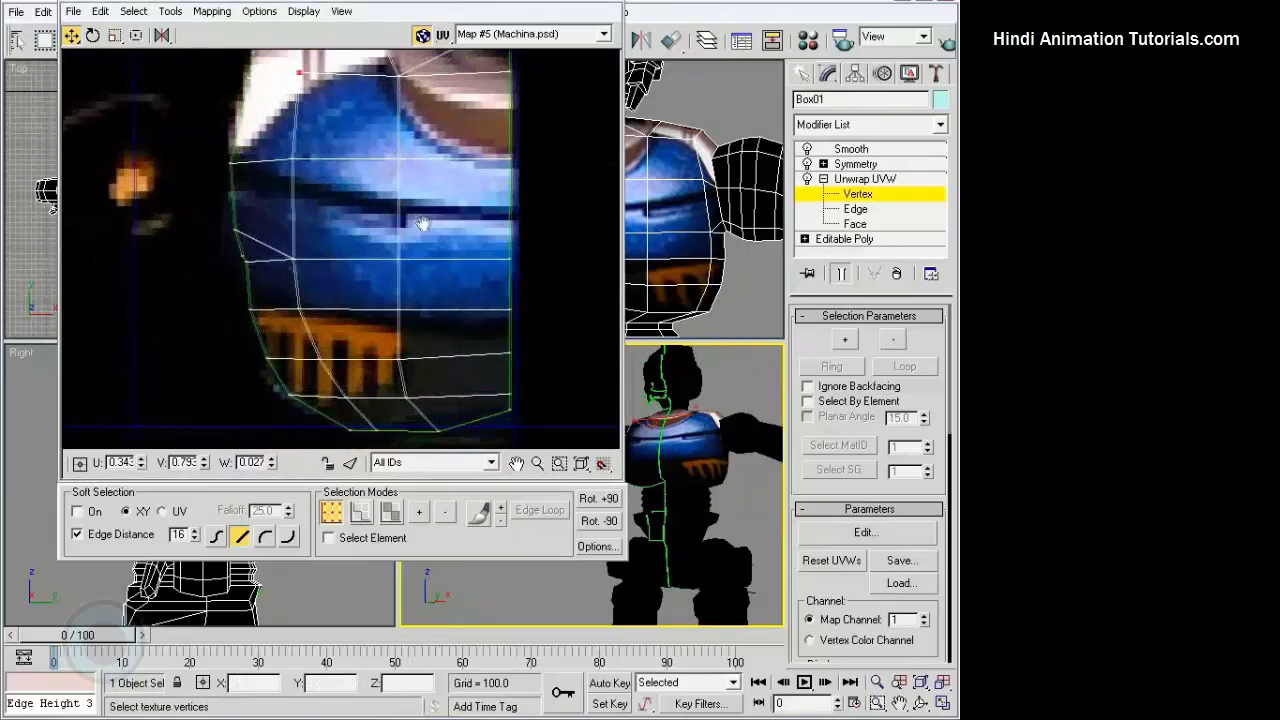 File Edit
File Edit Select Tools Mapping Options Display View
Hindi Animation Tutorials.com
UV Map #5 (Machina.psd)
View
Top
Box01
Modifier List
Smooth
Symmetry
Unwrap UVW
Vertex
Edge
Face
Editable Poly
Selection Parameters
+ -
Ring Loop
Ignore Backfacing
Select By Element
Planar Angle 15.0
Select MatID 1
Select SG 1
Right
U: 0.343 V: 0.793 W: 0.027 All IDs
Soft Selection
On XY UV Falloff: 25.0
Edge Distance 16
Selection Modes
+ - + - Edge Loop
Select Element
Rot. +90
Rot. -90
Options...
Parameters
Edit...
Reset UVWs Save...
Load...
Channel:
Map Channel: 1
Vertex Color Channel
0 / 100
0 10 20 30 40 50 60 70 80 90 100
1 Object Sel X: Y: Z: Grid = 100.0 Auto Key Selected
Edge Height 3 Select texture vertices Add Time Tag Set Key Key Filters... 0